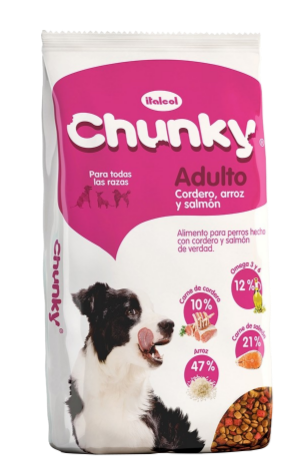 italcol
Chunky®
Para todas
las razas
Adulto
Cordero, arroz
y salmón
Alimento para perros hecho
con cordero y salmón
de verdad.
Omega 3 y 6
12%
Carne de cordero
10%
Carne de salmón
21%
Arroz
47%
Chunky®